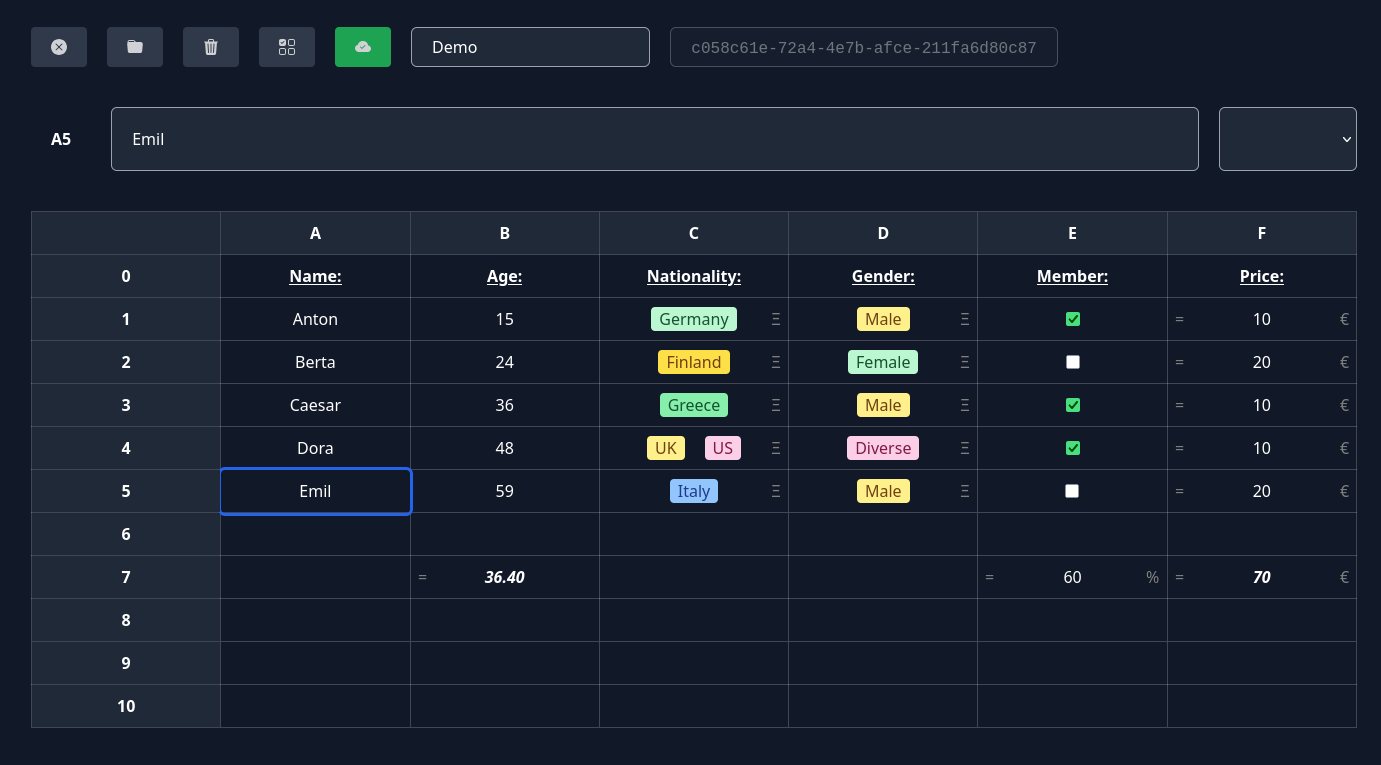 Demo c058c61e-72a4-4e7b-afce-211fa6d80c87
A5 Emil
A B C D E F
0 Name: Age: Nationality: Gender: Member: Price:
1 Anton 15 Germany Ξ Male Ξ = 10 €
2 Berta 24 Finland Ξ Female Ξ = 20 €
3 Caesar 36 Greece Ξ Male Ξ = 10 €
4 Dora 48 UK US Ξ Diverse Ξ = 10 €
5 Emil 59 Italy Ξ Male Ξ = 20 €
6
7 = 36.40 = 60 % = 70 €
8
9
10